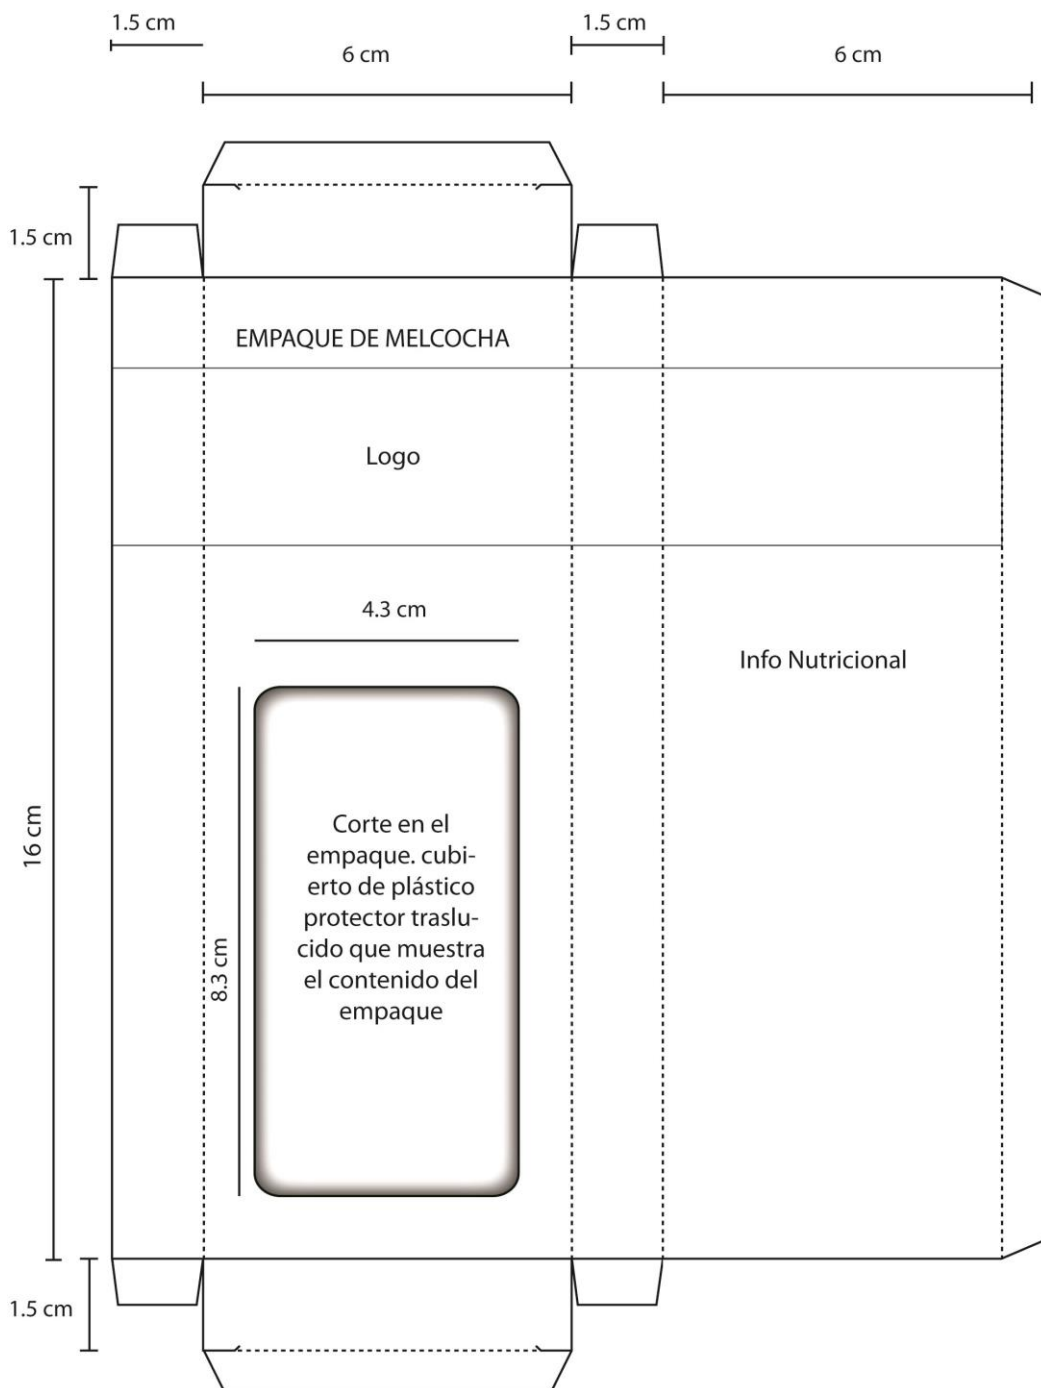 1.5 cm
1.5 cm
6 cm
6 cm
1.5 cm
EMPAQUE DE MELCOCHA
Logo
4.3 cm
Info Nutricional
16 cm
8.3 cm
Corte en el
empaque. cubi-
erto de plástico
protector traslu-
cido que muestra
el contenido del
empaque
1.5 cm